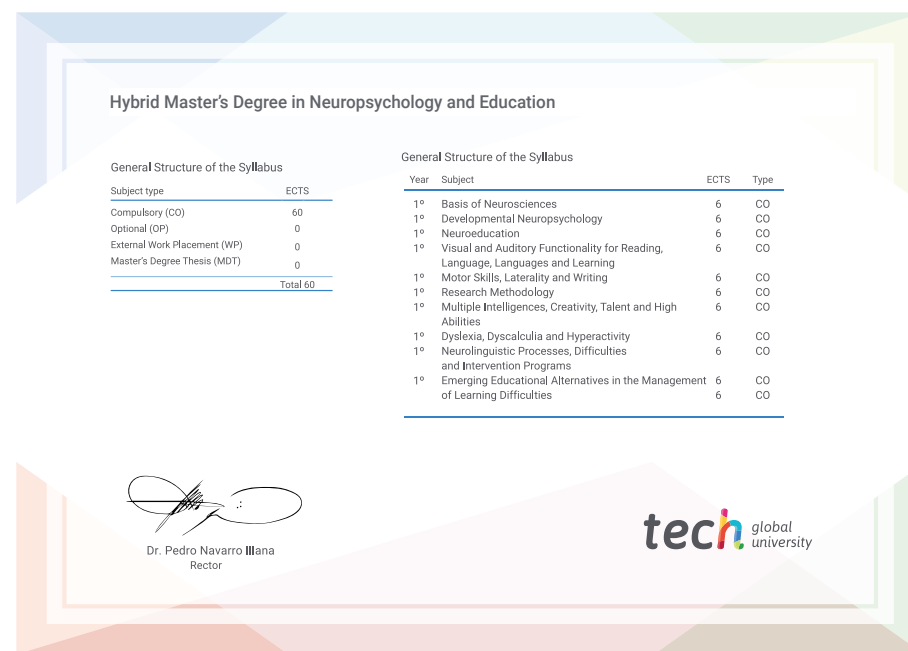 Hybrid Master's Degree in Neuropsychology and Education
General Structure of the Syllabus
Subject type ECTS
Compulsory (CO) 60
Optional (OP) 0
External Work Placement (WP) 0
Master's Degree Thesis (MDT) 0
Total 60
General Structure of the Syllabus
Year Subject ECTS Type
1º Basis of Neurosciences 6 CO
1º Developmental Neuropsychology 6 CO
1º Neuroeducation 6 CO
1º Visual and Auditory Functionality for Reading, 6 CO
Language, Languages and Learning
1º Motor Skills, Laterality and Writing 6 CO
1º Research Methodology 6 CO
1º Multiple Intelligences, Creativity, Talent and High 6 CO
Abilities
1º Dyslexia, Dyscalculia and Hyperactivity 6 CO
1º Neurolinguistic Processes, Difficulties 6 CO
and Intervention Programs
1º Emerging Educational Alternatives in the Management 6 CO
of Learning Difficulties 6 CO
Dr. Pedro Navarro Illana
Rector
tech global
university